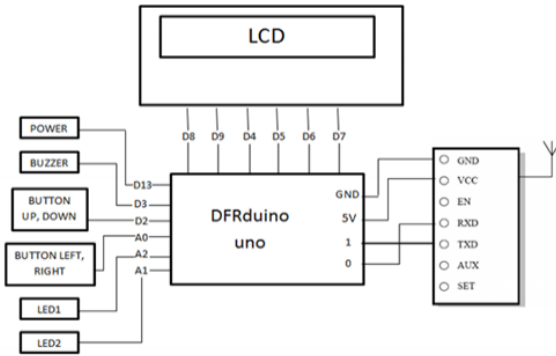 LCD
D8 D9 D4 D5 D6 D7
POWER
BUZZER
BUTTON
UP, DOWN
BUTTON LEFT,
RIGHT
LED1
LED2
D13
D3
D2
A0
A2
A1
DFRduino
uno
GND
5V
1
0
GND
VCC
EN
RXD
TXD
AUX
SET